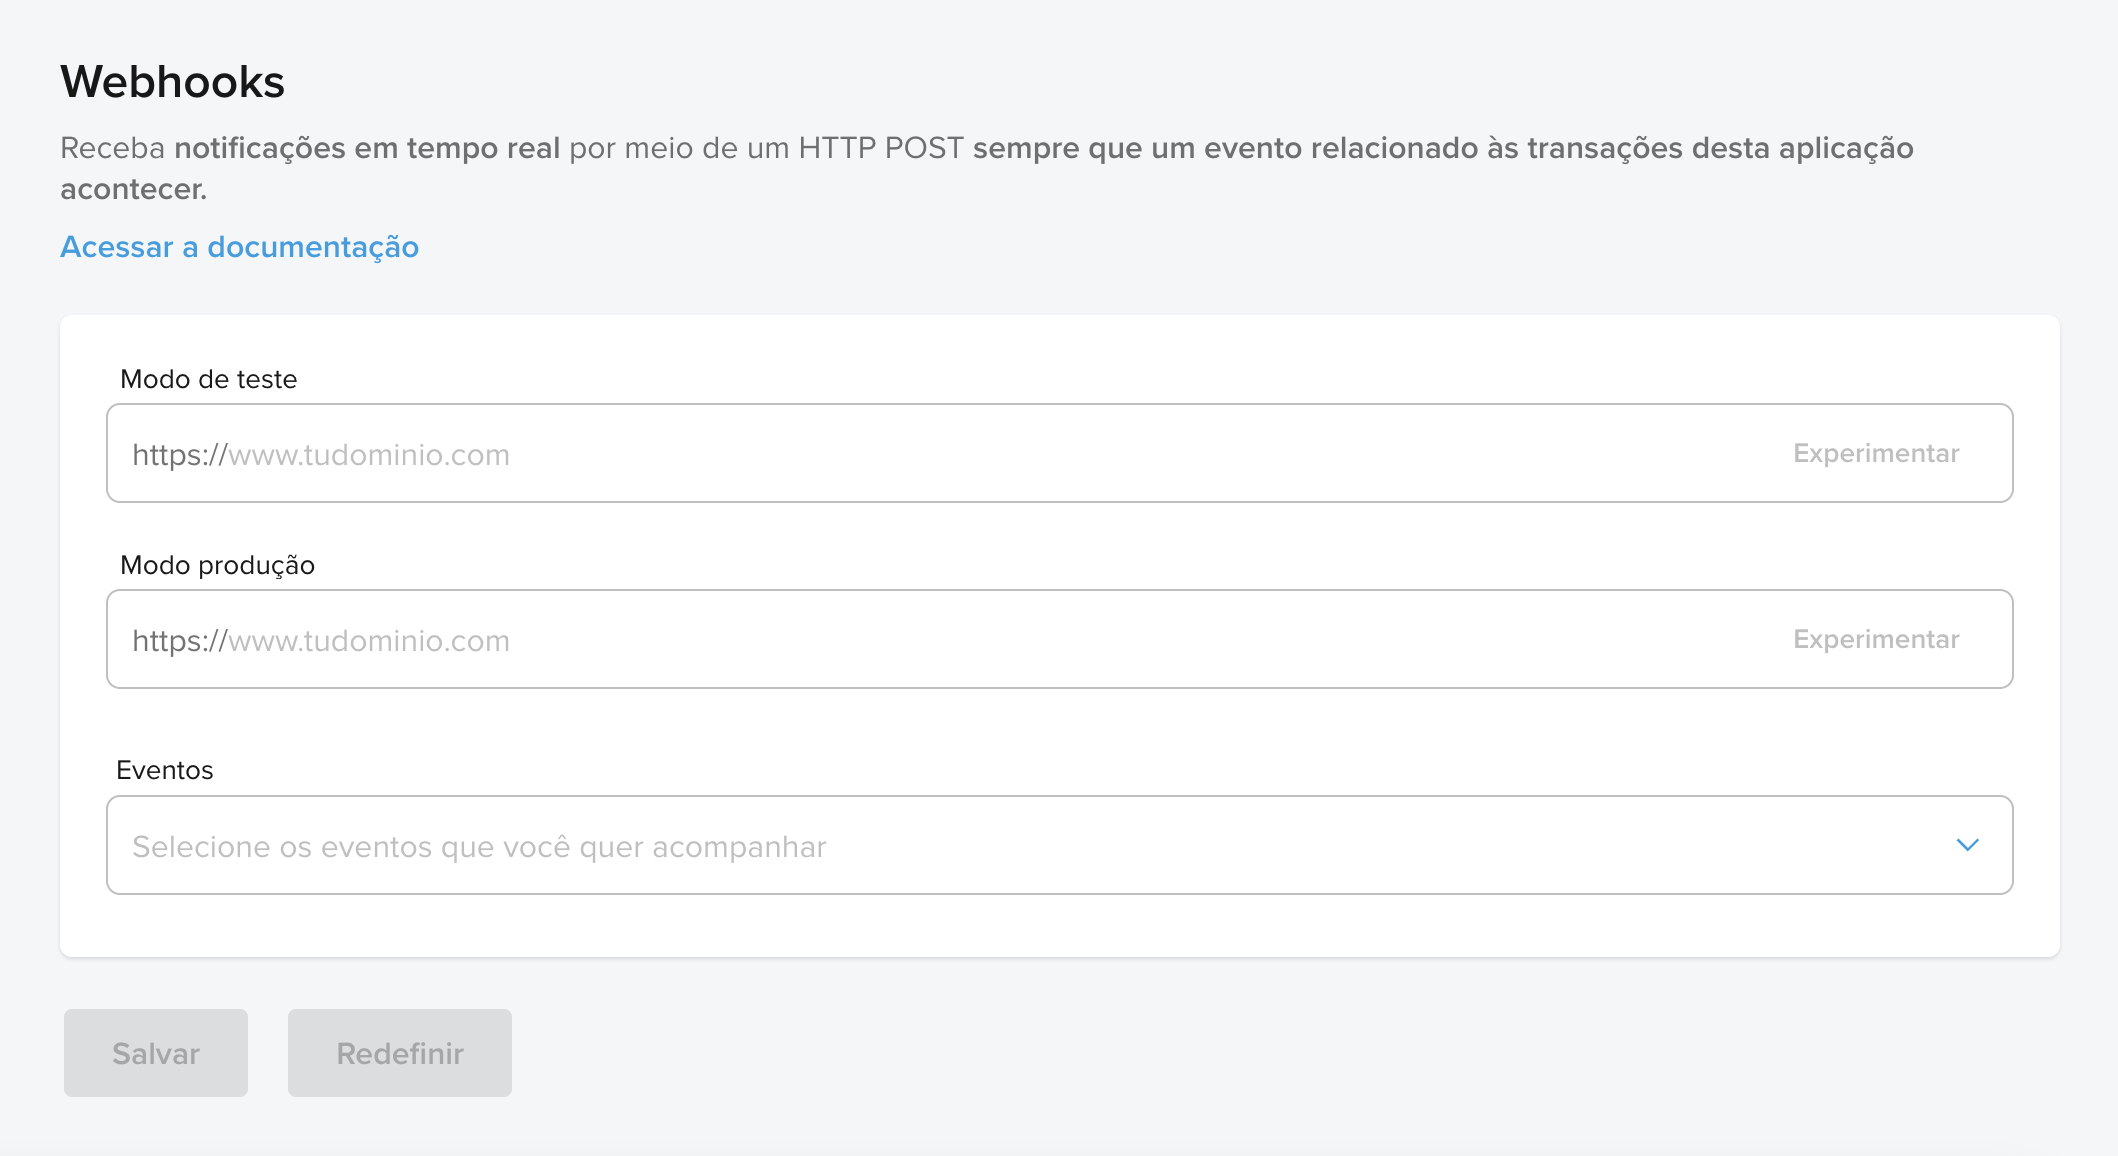 Webhooks
Receba notificações em tempo real por meio de um HTTP POST sempre que um evento relacionado às transações desta aplicação
acontecer.
Acessar a documentação
Modo de teste
https://www.tudominio.com
Experimentar
Modo produção
https://www.tudominio.com
Experimentar
Eventos
Selecione os eventos que você quer acompanhar
Salvar
Redefinir